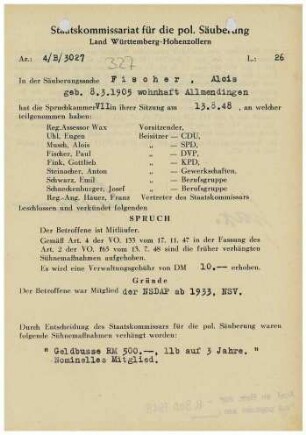 Staatskommissariat für die pol. Säuberung
Land Württemberg-Hohenzollern
Az.: 4/B/3027 L.: 26
327
In der Säuberungssache Fischer, Alois
geb. 8.3.1905 wohnhaft Allmendingen
hat die Spruchkammer VII in ihrer Sitzung am 13.8.48, an welcher
teilgenommen haben:
Reg.Assessor Wax Vorsitzender,
Uhl, Eugen Beisitzer – CDU,
Musch, Alois „ – SPD,
Fischer, Paul „ – DVP,
Fink, Gottlieb „ – KPD,
Steinacher, Anton „ – Gewerkschaften,
Schwarz, Emil „ – Berufsgruppe
Schankenburger, Josef „ – Berufsgruppe
Reg.-Ang. Hauer, Franz Vertreter des Staatskommissars
beschlossen und verkündet folgenden
SPRUCH
Der Betroffene ist Mitläufer.
Gemäß Art. 4 der VO. 133 vom 17. 11. 47 in der Fassung des
Art. 2 der VO. 165 vom 13. 7. 48 sind die früher verhängten
Sühnemaßnahmen aufgehoben.
Es wird eine Verwaltungsgebühr von DM 10,-- erhoben.
Gründe
Der Betroffene war Mitglied der NSDAP ab 1933, NSV.
Durch Entscheidung des Staatskommissars für die pol. Säuberung waren
folgende Sühnemaßnahmen verhängt worden:
" Geldbusse RM 300.--, 11b auf 3 Jahre. "
Nominelles Mitglied.